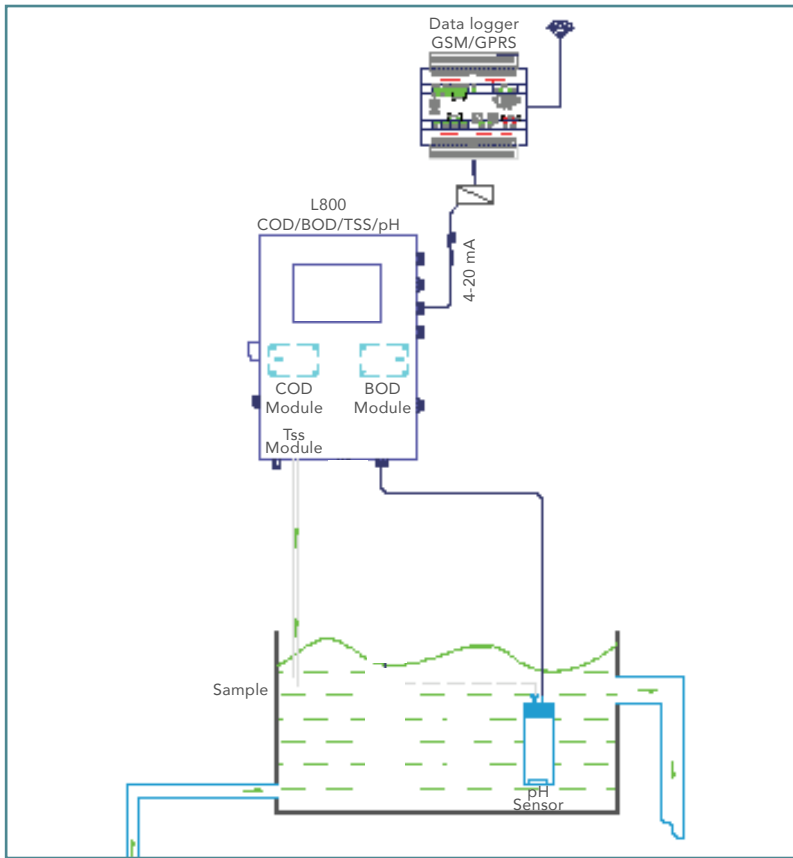 Data logger
GSM/GPRS
L800
COD/BOD/TSS/pH
4-20 mA
COD
Module
BOD
Module
Tss
Module
Sample
pH
Sensor